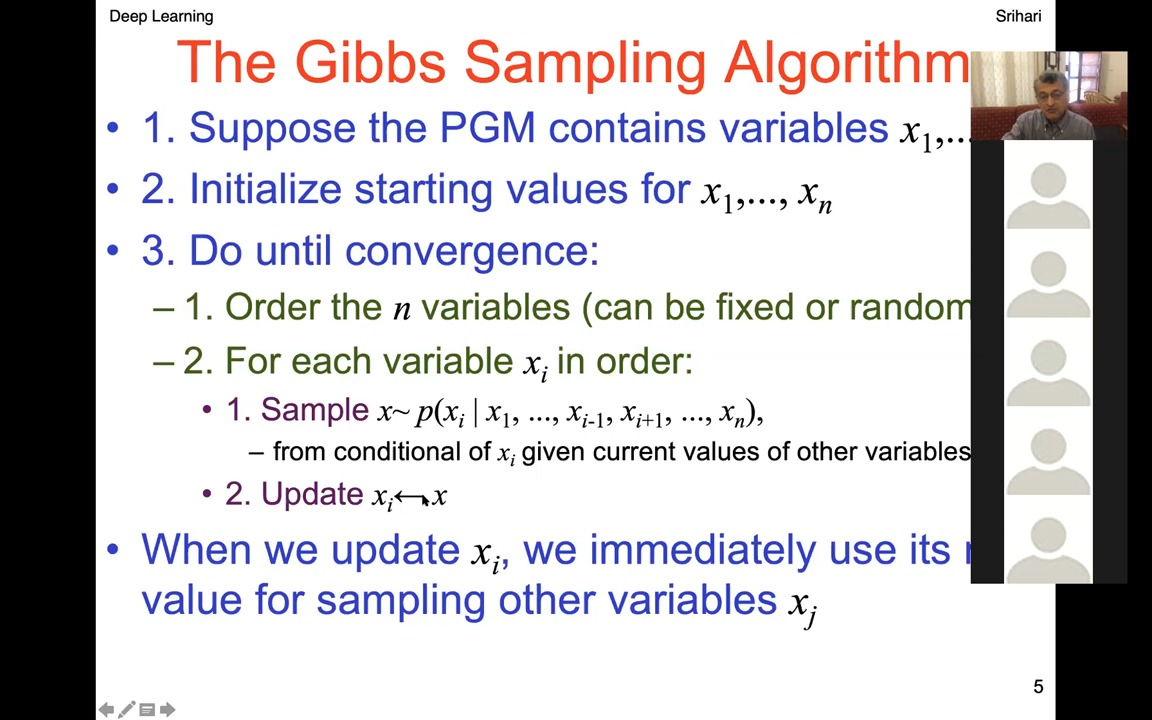 Deep Learning
Srihari
The Gibbs Sampling Algorithm
• 1. Suppose the PGM contains variables x₁,...
• 2. Initialize starting values for x₁,..., xₙ
• 3. Do until convergence:
– 1. Order the n variables (can be fixed or random
– 2. For each variable xᵢ in order:
• 1. Sample x~ p(xᵢ | x₁, ..., xᵢ₋₁, xᵢ₊₁, ..., xₙ),
– from conditional of xᵢ given current values of other variables
• 2. Update xᵢ← x
• When we update xᵢ, we immediately use its
value for sampling other variables xⱼ
5